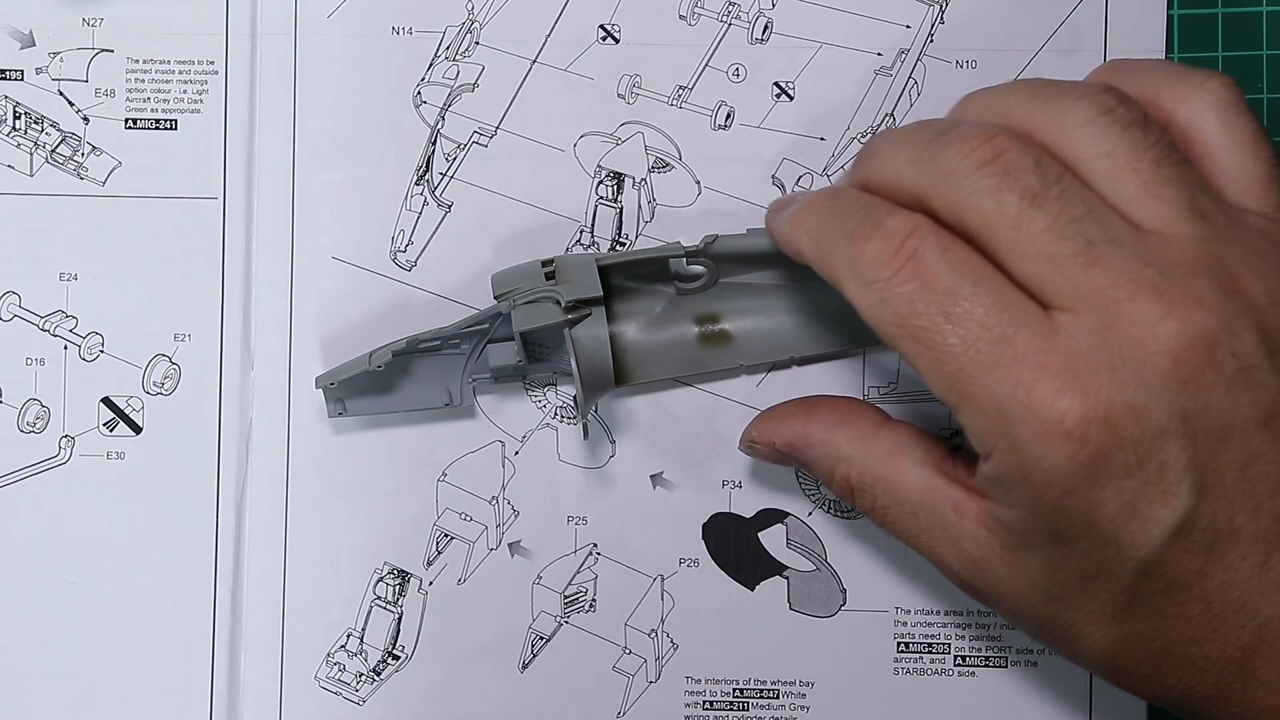 N27
-195
The airbrake needs to be
painted inside and outside
in the chosen markings
option colour - i.e. Light
Aircraft Grey OR Dark
Green as appropriate.
A.MIG-241
E48
N14
4
N10
E24
E21
D16
E30
P34
P25
P26
The intake area in front
the undercarriage bay /
parts need to be painted:
A.MIG-205 on the PORT side of
aircraft, and A.MIG-206 on the
STARBOARD side.
The interiors of the wheel bay
need to be A.MIG-047 White
with A.MIG-211 Medium Grey
wiring and cylinder details